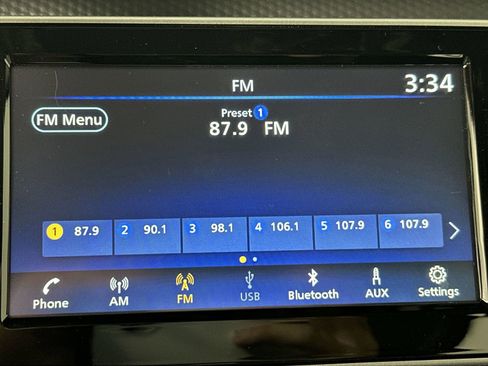 FM 3:34
FM Menu
Preset 1
87.9 FM
1 87.9 2 90.1 3 98.1 4 106.1 5 107.9 6 107.9
Phone AM FM USB Bluetooth AUX Settings